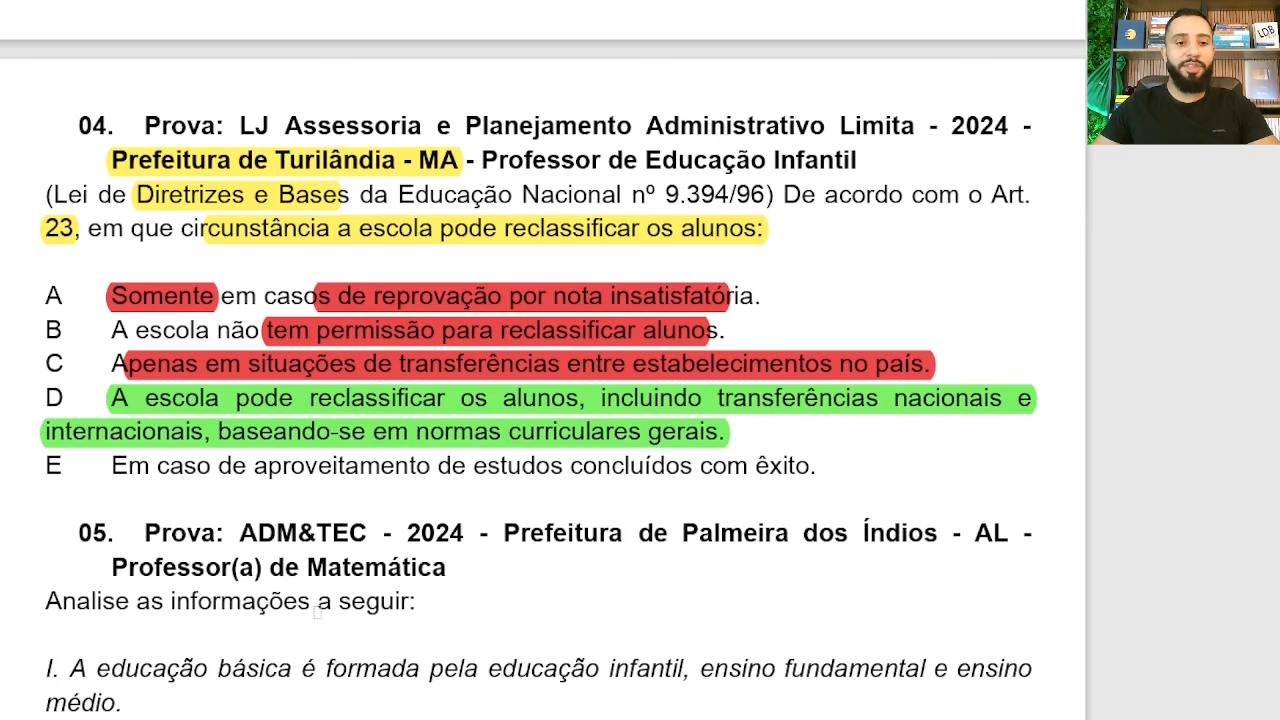 04. Prova: LJ Assessoria e Planejamento Administrativo Limita - 2024 -
Prefeitura de Turilândia - MA - Professor de Educação Infantil
(Lei de Diretrizes e Bases da Educação Nacional nº 9.394/96) De acordo com o Art.
23, em que circunstância a escola pode reclassificar os alunos:
A Somente em casos de reprovação por nota insatisfatória.
B A escola não tem permissão para reclassificar alunos.
C Apenas em situações de transferências entre estabelecimentos no país.
D A escola pode reclassificar os alunos, incluindo transferências nacionais e
internacionais, baseando-se em normas curriculares gerais.
E Em caso de aproveitamento de estudos concluídos com êxito.
05. Prova: ADM&TEC - 2024 - Prefeitura de Palmeira dos Índios - AL -
Professor(a) de Matemática
Analise as informações a seguir:
I. A educação básica é formada pela educação infantil, ensino fundamental e ensino
médio.
LDB